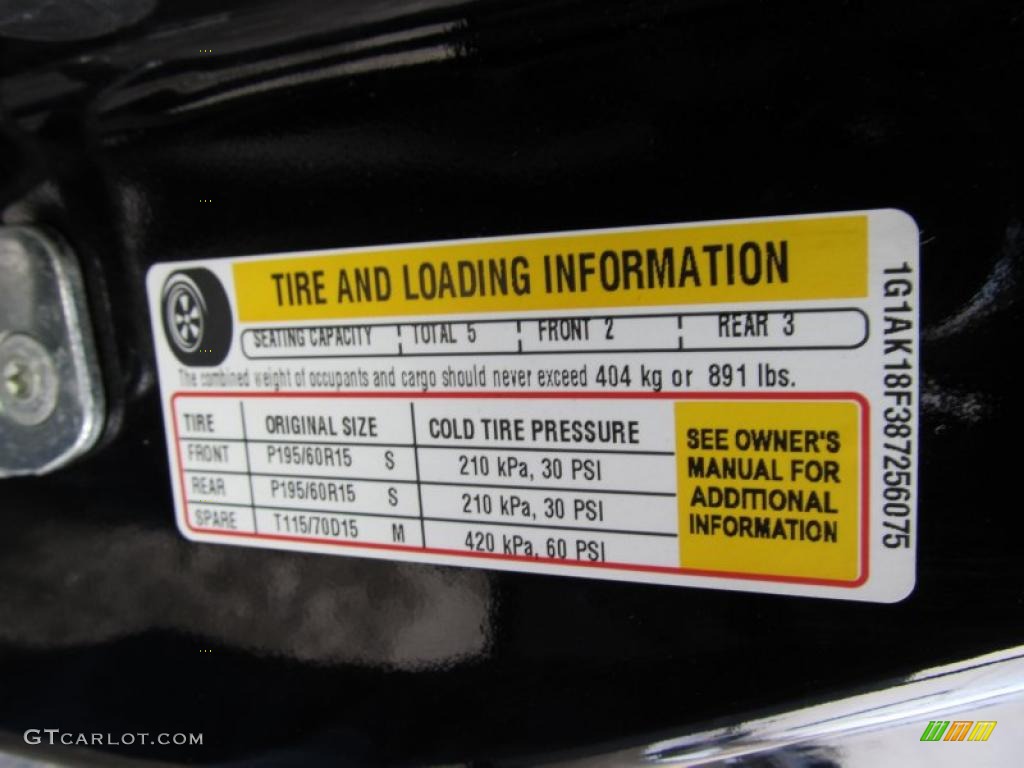 TIRE AND LOADING INFORMATION
SEATING CAPACITY TOTAL 5 FRONT 2 REAR 3
The combined weight of occupants and cargo should never exceed 404 kg or 891 lbs.
TIRE ORIGINAL SIZE COLD TIRE PRESSURE
FRONT P195/60R15 S 210 kPa, 30 PSI
REAR P195/60R15 S 210 kPa, 30 PSI
SPARE T115/70D15 M 420 kPa, 60 PSI
SEE OWNER'S
MANUAL FOR
ADDITIONAL
INFORMATION
1G1AK18F387256075
GTCARLOT.COM